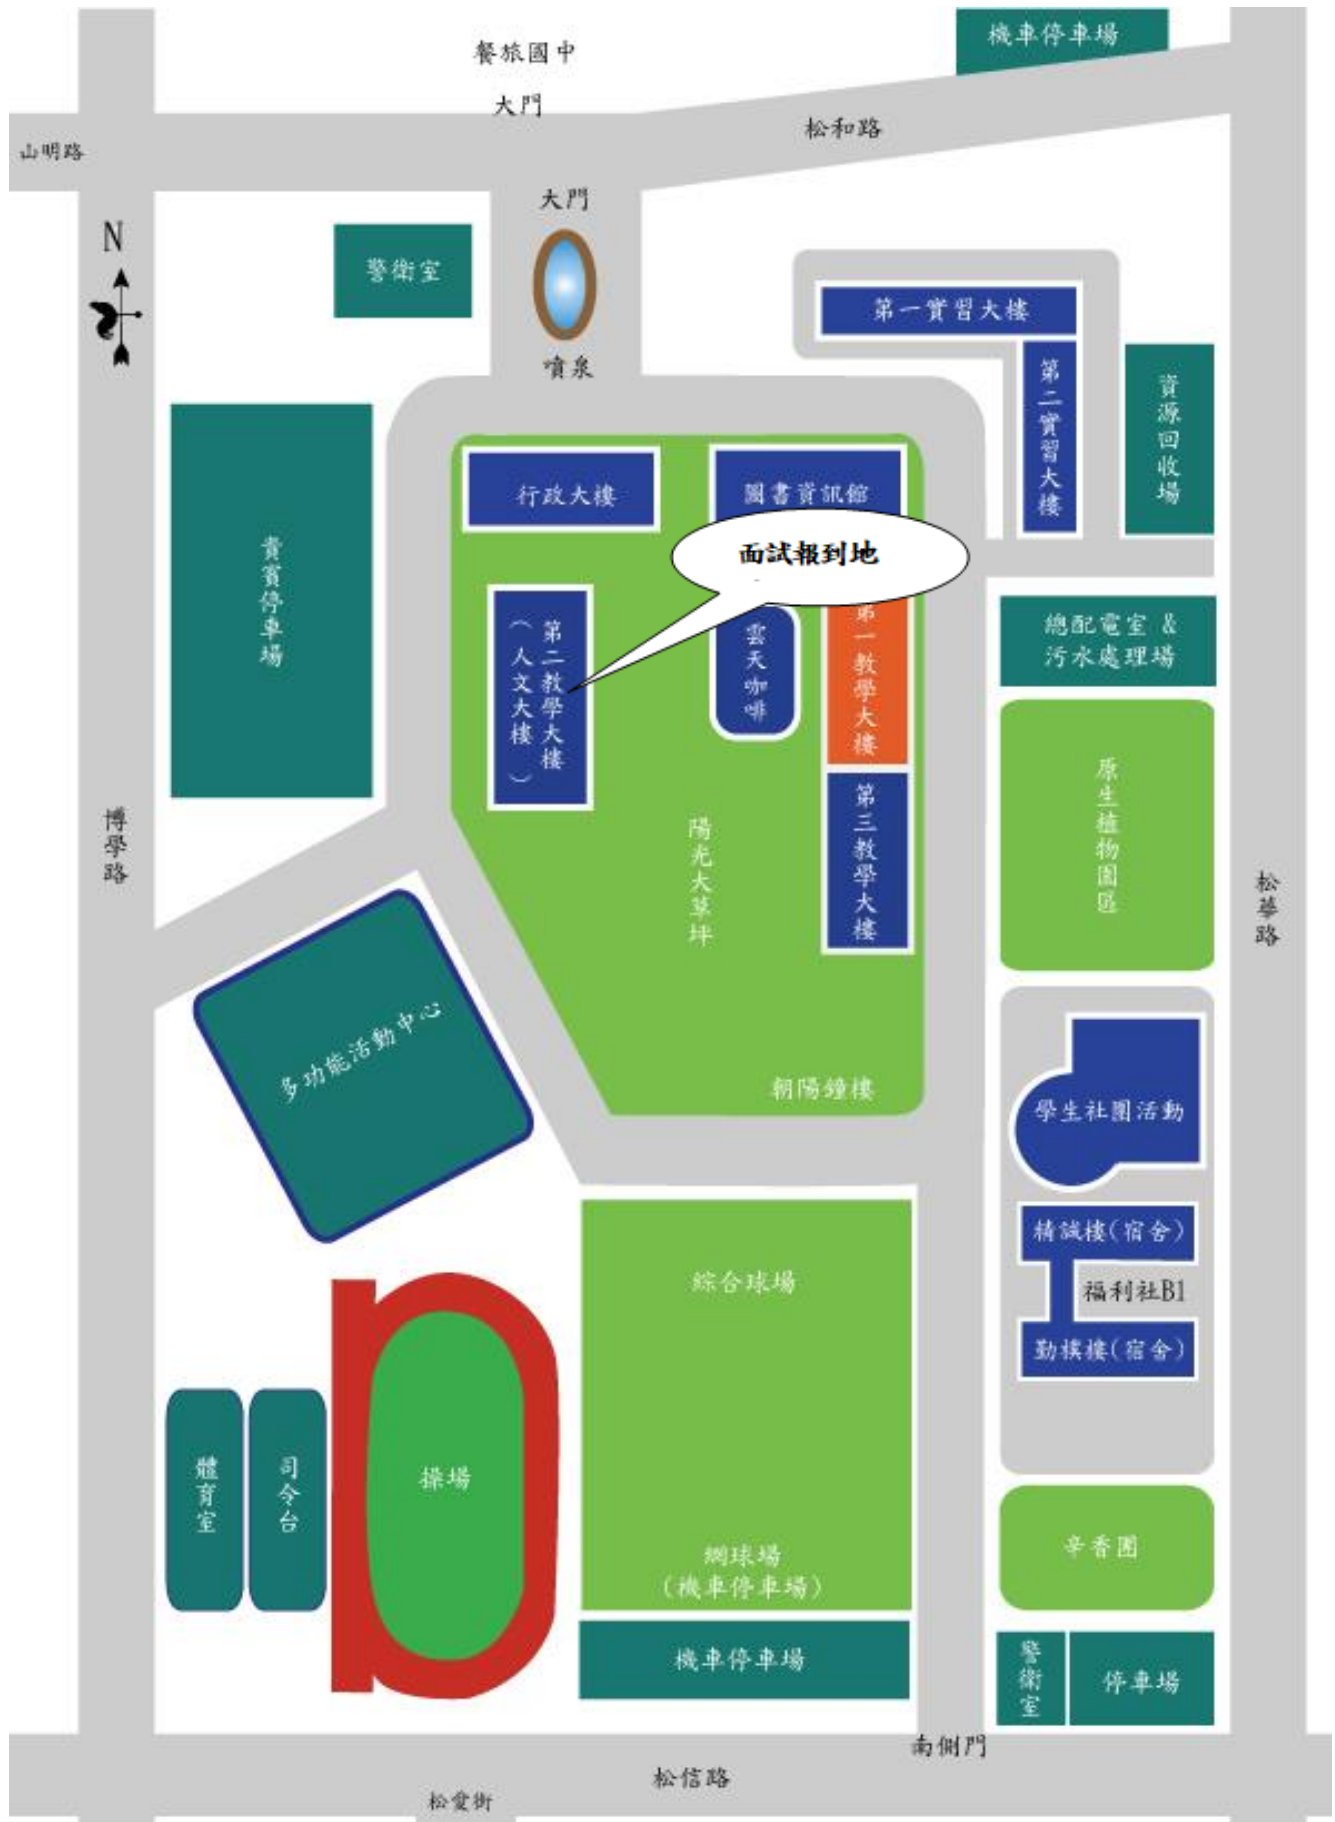 機車停車場
餐旅國中
大門
松和路
山明路
大門
N
警衛室
噴泉
第一實習大樓
第二實習大樓
資源回收場
行政大樓
圖書資訊館
面試報到地
貴賓停車場
第二教學大樓
（人文大樓）
雲天咖啡
第一教學大樓
總配電室 &
污水處理場
第三教學大樓
陽光大草坪
原生植物園區
博學路
松華路
多功能活動中心
朝陽鐘樓
學生社團活動
精誠樓(宿舍)
福利社B1
勤樸樓(宿舍)
綜合球場
體育室
司令台
操場
網球場
(機車停車場)
辛香園
機車停車場
警衛室
停車場
南側門
松信路
松愛街